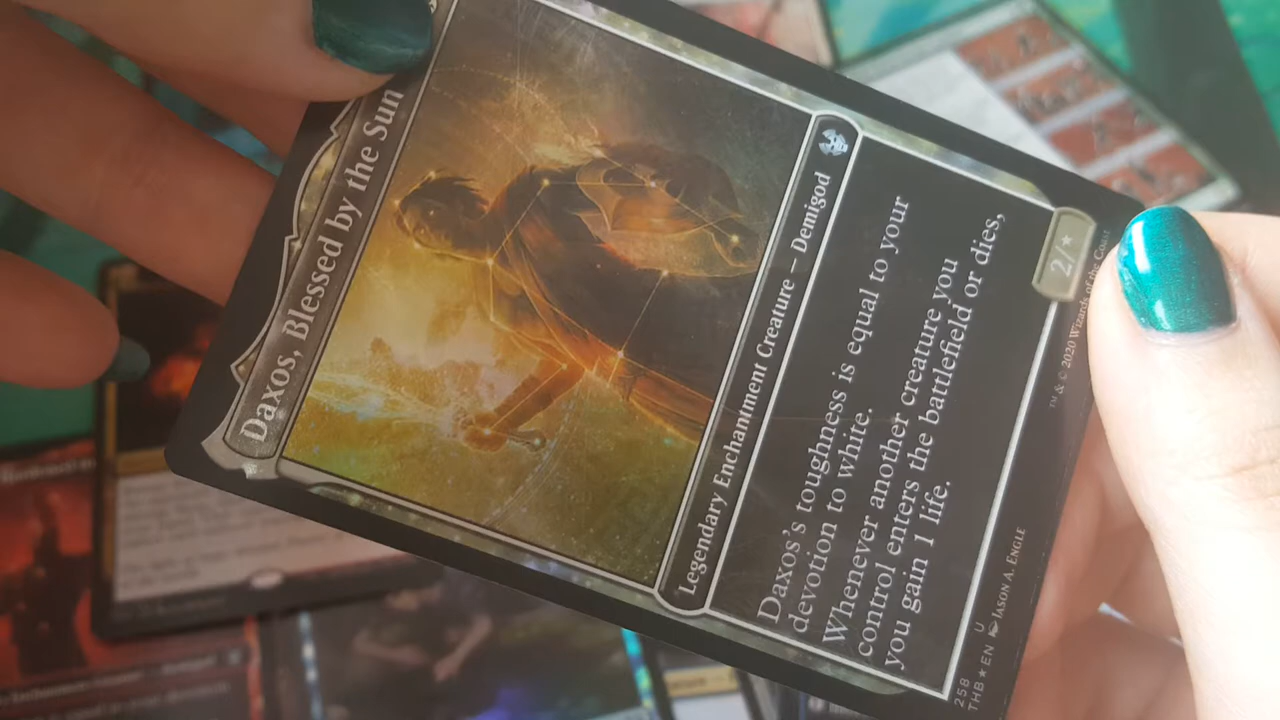 Daxos, Blessed by the Sun
Legendary Enchantment Creature – Demigod
Daxos's toughness is equal to your
devotion to white.
Whenever another creature you
control enters the battlefield or dies,
you gain 1 life.
2/★
258 U
THB★EN JASON A. ENGLE
™ & © 2020 Wizards of the Coast